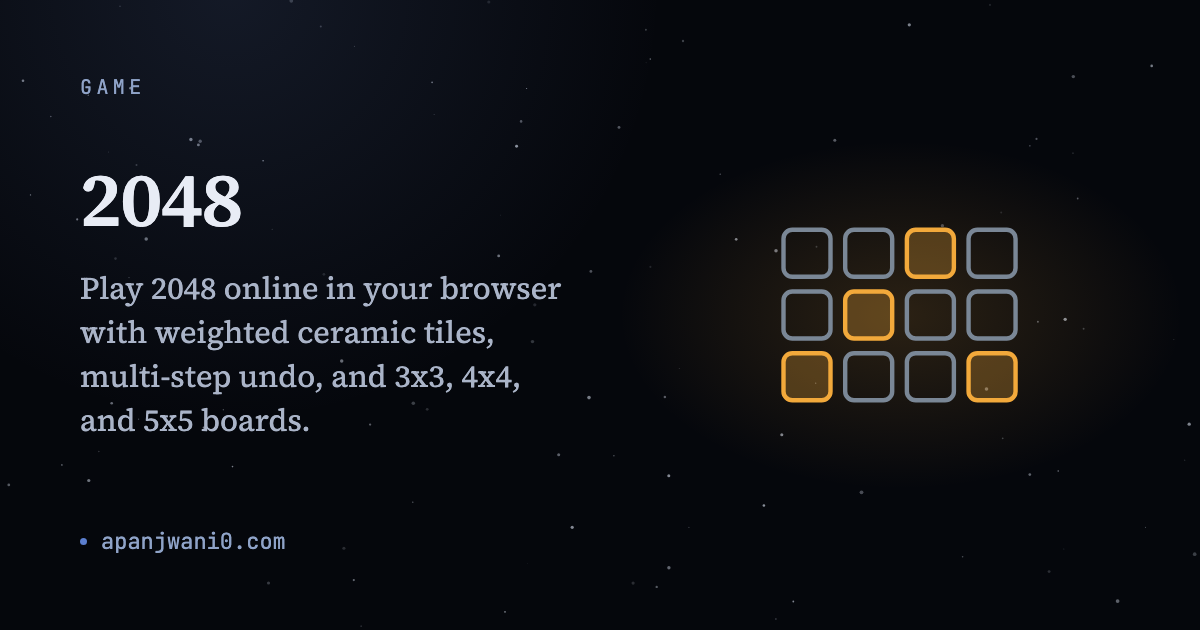 GAME
2048
Play 2048 online in your browser
with weighted ceramic tiles,
multi-step undo, and 3x3, 4x4,
and 5x5 boards.
• apanjwani0.com